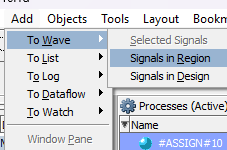 Add Objects Tools Layout Bookm
To Wave Selected Signals
To List Signals in Region
To Log Signals in Design
To Dataflow
To Watch Processes (Active)
Name
Window Pane #ASSIGN#10